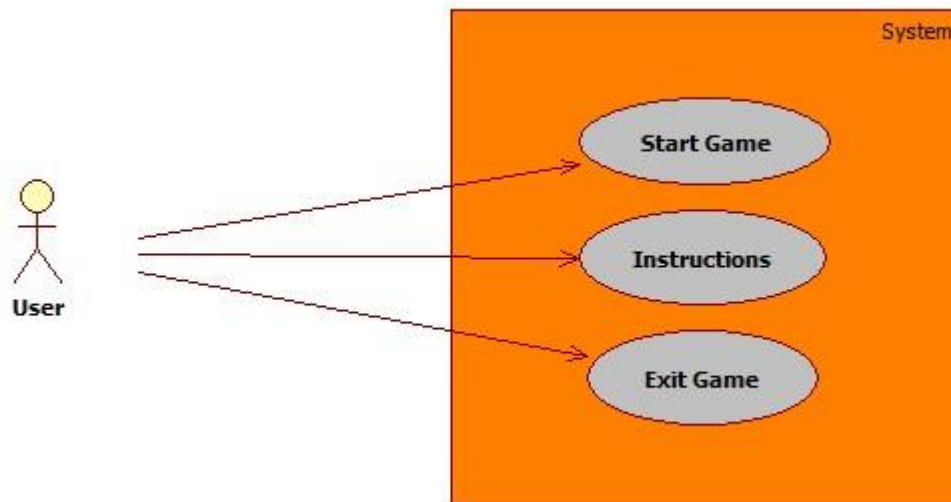 System
Start Game
Instructions
User
Exit Game